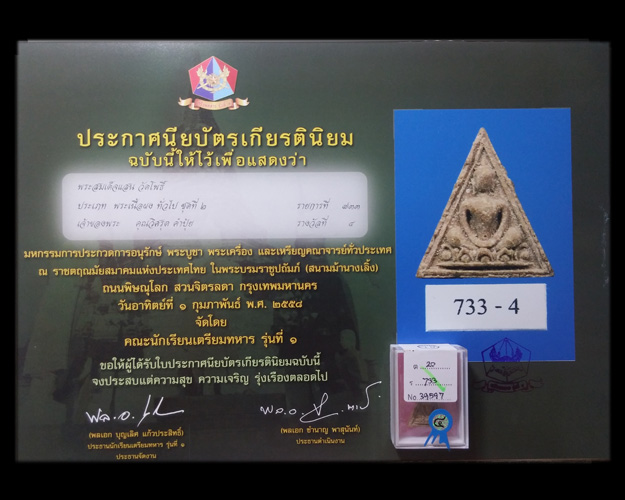 ประกาศนียบัตรเกียรตินิยม
ฉบับนี้ให้ไว้เพื่อแสดงว่า
พระสมเด็จแสน วัดโพธิ์
ประเภท พระเนื้อผง ทั่วไป ชุดที่ ๒ รายการที่ ๗๓๓
เจ้าของพระ คุณวิสรุต ดำปุ้ย รางวัลที่ ๔
มหกรรมการประกวดการอนุรักษ์ พระบูชา พระเครื่อง และเหรียญคณาจารย์ทั่วประเทศ
ณ ราชตฤณมัยสมาคมแห่งประเทศไทย ในพระบรมราชูปถัมภ์ (สนามม้านางเลิ้ง)
ถนนพิษณุโลก สวนจิตรลดา กรุงเทพมหานคร
วันอาทิตย์ที่ ๑ กุมภาพันธ์ พ.ศ. ๒๕๕๘
จัดโดย
คณะนักเรียนเตรียมทหาร รุ่นที่ ๑
ขอให้ผู้ได้รับใบประกาศนียบัตรเกียรตินิยมฉบับนี้
จงประสบแต่ความสุข ความเจริญ รุ่งเรืองตลอดไป
พล.อ.
(พลเอก บุญเลิศ แก้วประสิทธิ์)
ประธานนักเรียนเตรียมทหาร รุ่นที่ ๑
ประธานจัดงาน
พล.อ.
(พลเอก ชำนาญ พาสุนันท์)
ประธานดำเนินงาน
733 - 4
ต 20
ร 733
No. 39597
๔